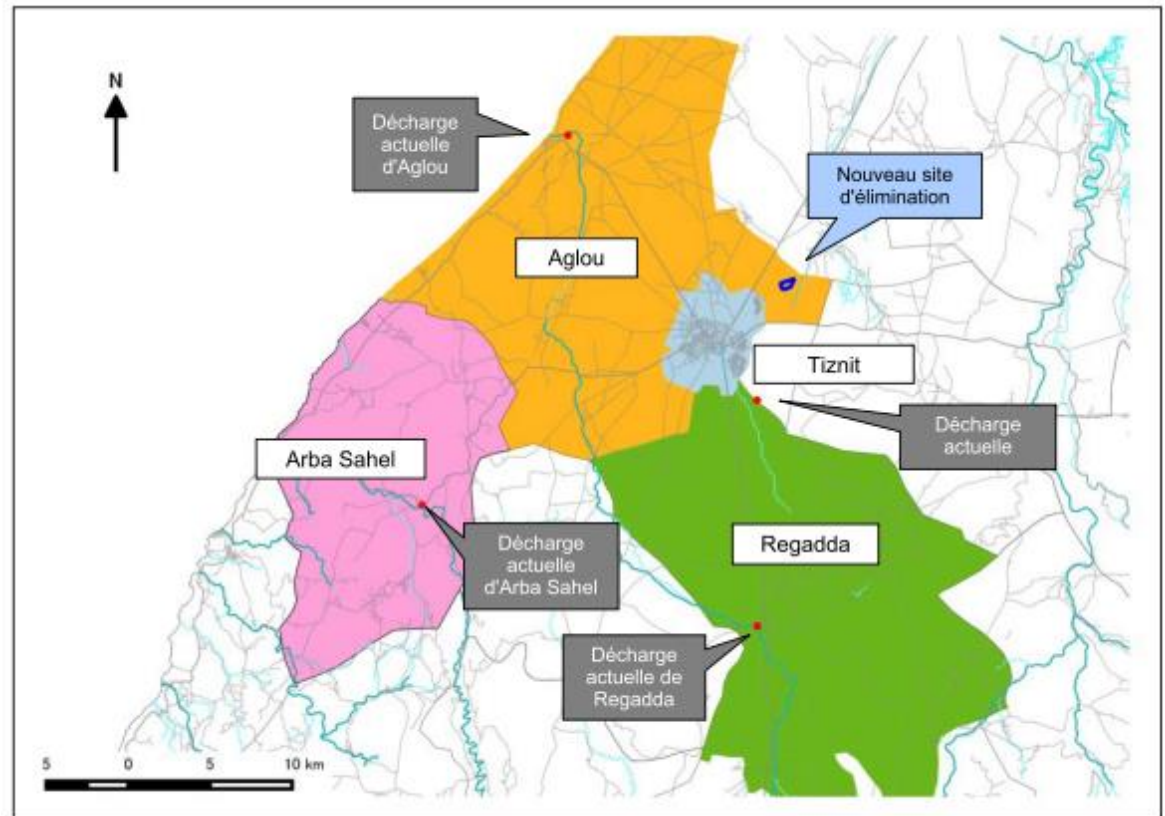 N
Décharge
actuelle
d'Aglou
Nouveau site
d'élimination
Aglou
Tiznit
Décharge
actuelle
Arba Sahel
Décharge
actuelle
d'Arba Sahel
Regadda
Décharge
actuelle de
Regadda
5 0 5 10 km